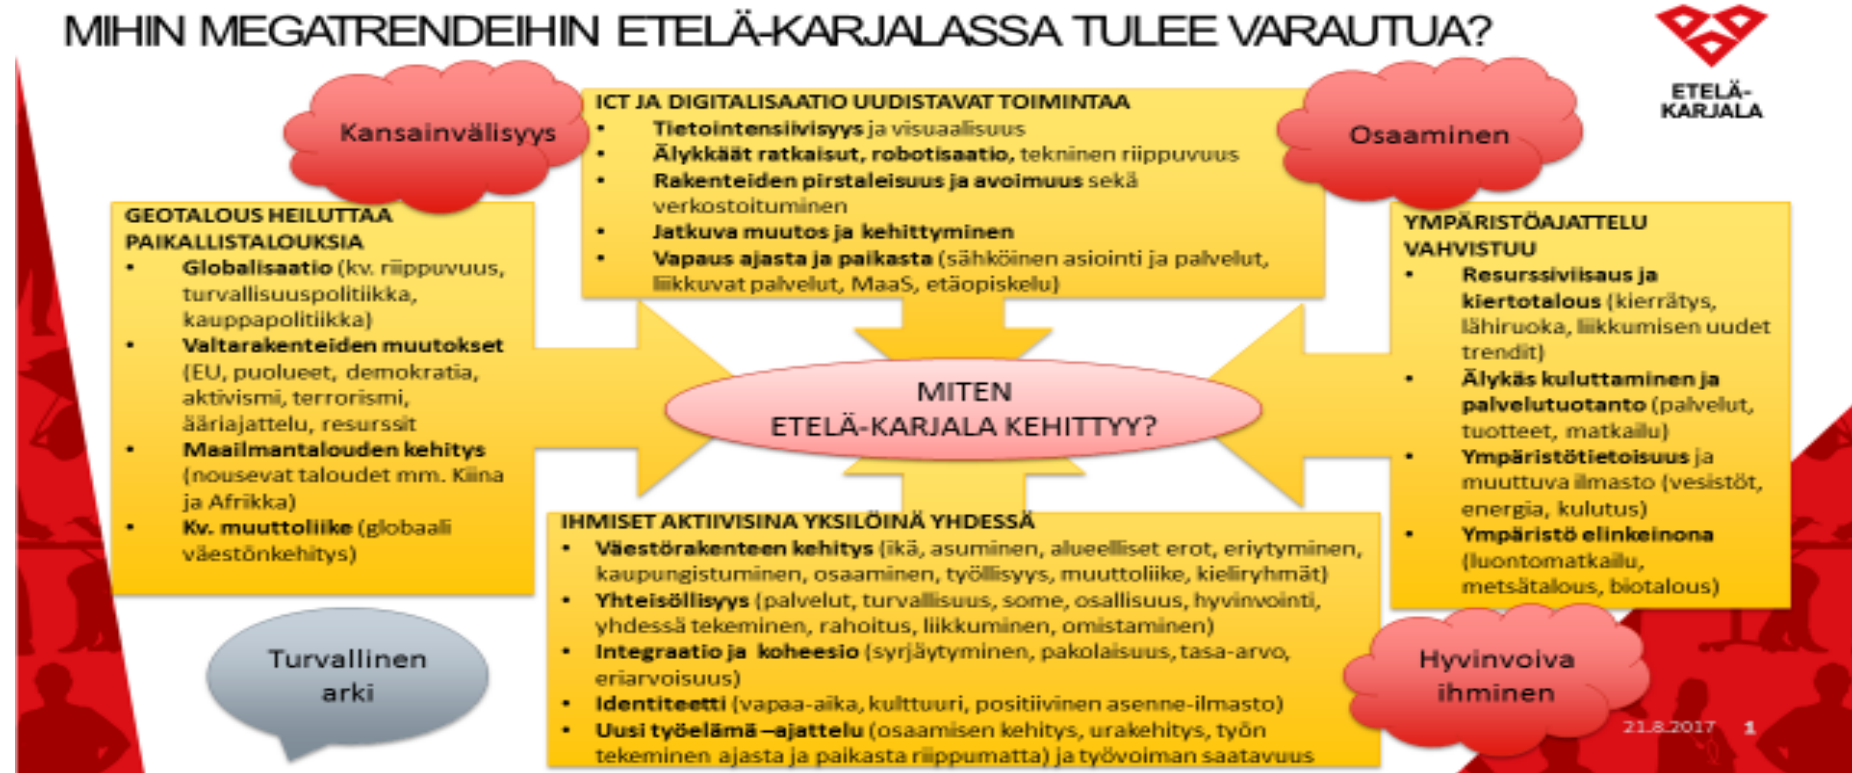 MIHIN MEGATRENDEIHIN ETELÄ-KARJALASSA TULEE VARAUTUA?
ETELÄ-
KARJALA
Kansainvälisyys
ICT JA DIGITALISAATIO UUDISTAVAT TOIMINTAA
• Tietointensiivisyys ja visuaalisuus
• Älykkäät ratkaisut, robotisaatio, tekninen riippuvuus
• Rakenteiden pirstaleisuus ja avoimuus sekä
verkostoituminen
• Jatkuva muutos ja kehittyminen
• Vapaus ajasta ja paikasta (sähköinen asiointi ja palvelut,
liikkuvat palvelut, MaaS, etäopiskelu)
Osaaminen
GEOTALOUS HEILUTTAA
PAIKALLISTALOUKSIA
• Globalisaatio (kv. riippuvuus,
turvallisuuspolitiikka,
kauppapolitiikka)
• Valtarakenteiden muutokset
(EU, puolueet, demokratia,
aktivismi, terrorismi,
ääriajattelu, resurssit
• Maailmantalouden kehitys
(nousevat taloudet mm. Kiina
ja Afrikka)
• Kv. muuttoliike (globaali
väestönkehitys)
MITEN
ETELÄ-KARJALA KEHITTYY?
YMPÄRISTÖAJATTELU
VAHVISTUU
• Resurssiviisaus ja
kiertotalous (kierrätys,
lähiruoka, liikkumisen uudet
trendit)
• Älykäs kuluttaminen ja
palvelutuotanto (palvelut,
tuotteet, matkailu)
• Ympäristötietoisuus ja
muuttuva ilmasto (vesistöt,
energia, kulutus)
• Ympäristö elinkeinona
(luontomatkailu,
metsätalous, biotalous)
IHMISET AKTIIVISINA YKSILÖINÄ YHDESSÄ
• Väestörakenteen kehitys (ikä, asuminen, alueelliset erot, eriytyminen,
kaupungistuminen, osaaminen, työllisyys, muuttoliike, kieliryhmät)
• Yhteisöllisyys (palvelut, turvallisuus, some, osallisuus, hyvinvointi,
yhdessä tekeminen, rahoitus, liikkuminen, omistaminen)
• Integraatio ja koheesio (syrjäytyminen, pakolaisuus, tasa-arvo,
eriarvoisuus)
• Identiteetti (vapaa-aika, kulttuuri, positiivinen asenne-ilmasto)
• Uusi työelämä –ajattelu (osaamisen kehitys, urakehitys, työn
tekeminen ajasta ja paikasta riippumatta) ja työvoiman saatavuus
Turvallinen
arki
Hyvinvoiva
ihminen
21.8.2017 1